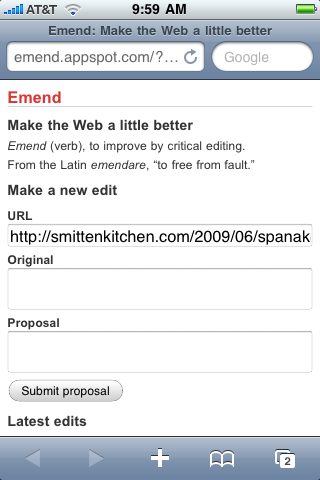 AT&T 9:59 AM
Emend: Make the Web a little better
emend.appspot.com/?... Google
Emend
Make the Web a little better
Emend (verb), to improve by critical editing.
From the Latin emendare, “to free from fault.”
Make a new edit
URL
http://smittenkitchen.com/2009/06/spanak
Original
Proposal
Submit proposal
Latest edits
2